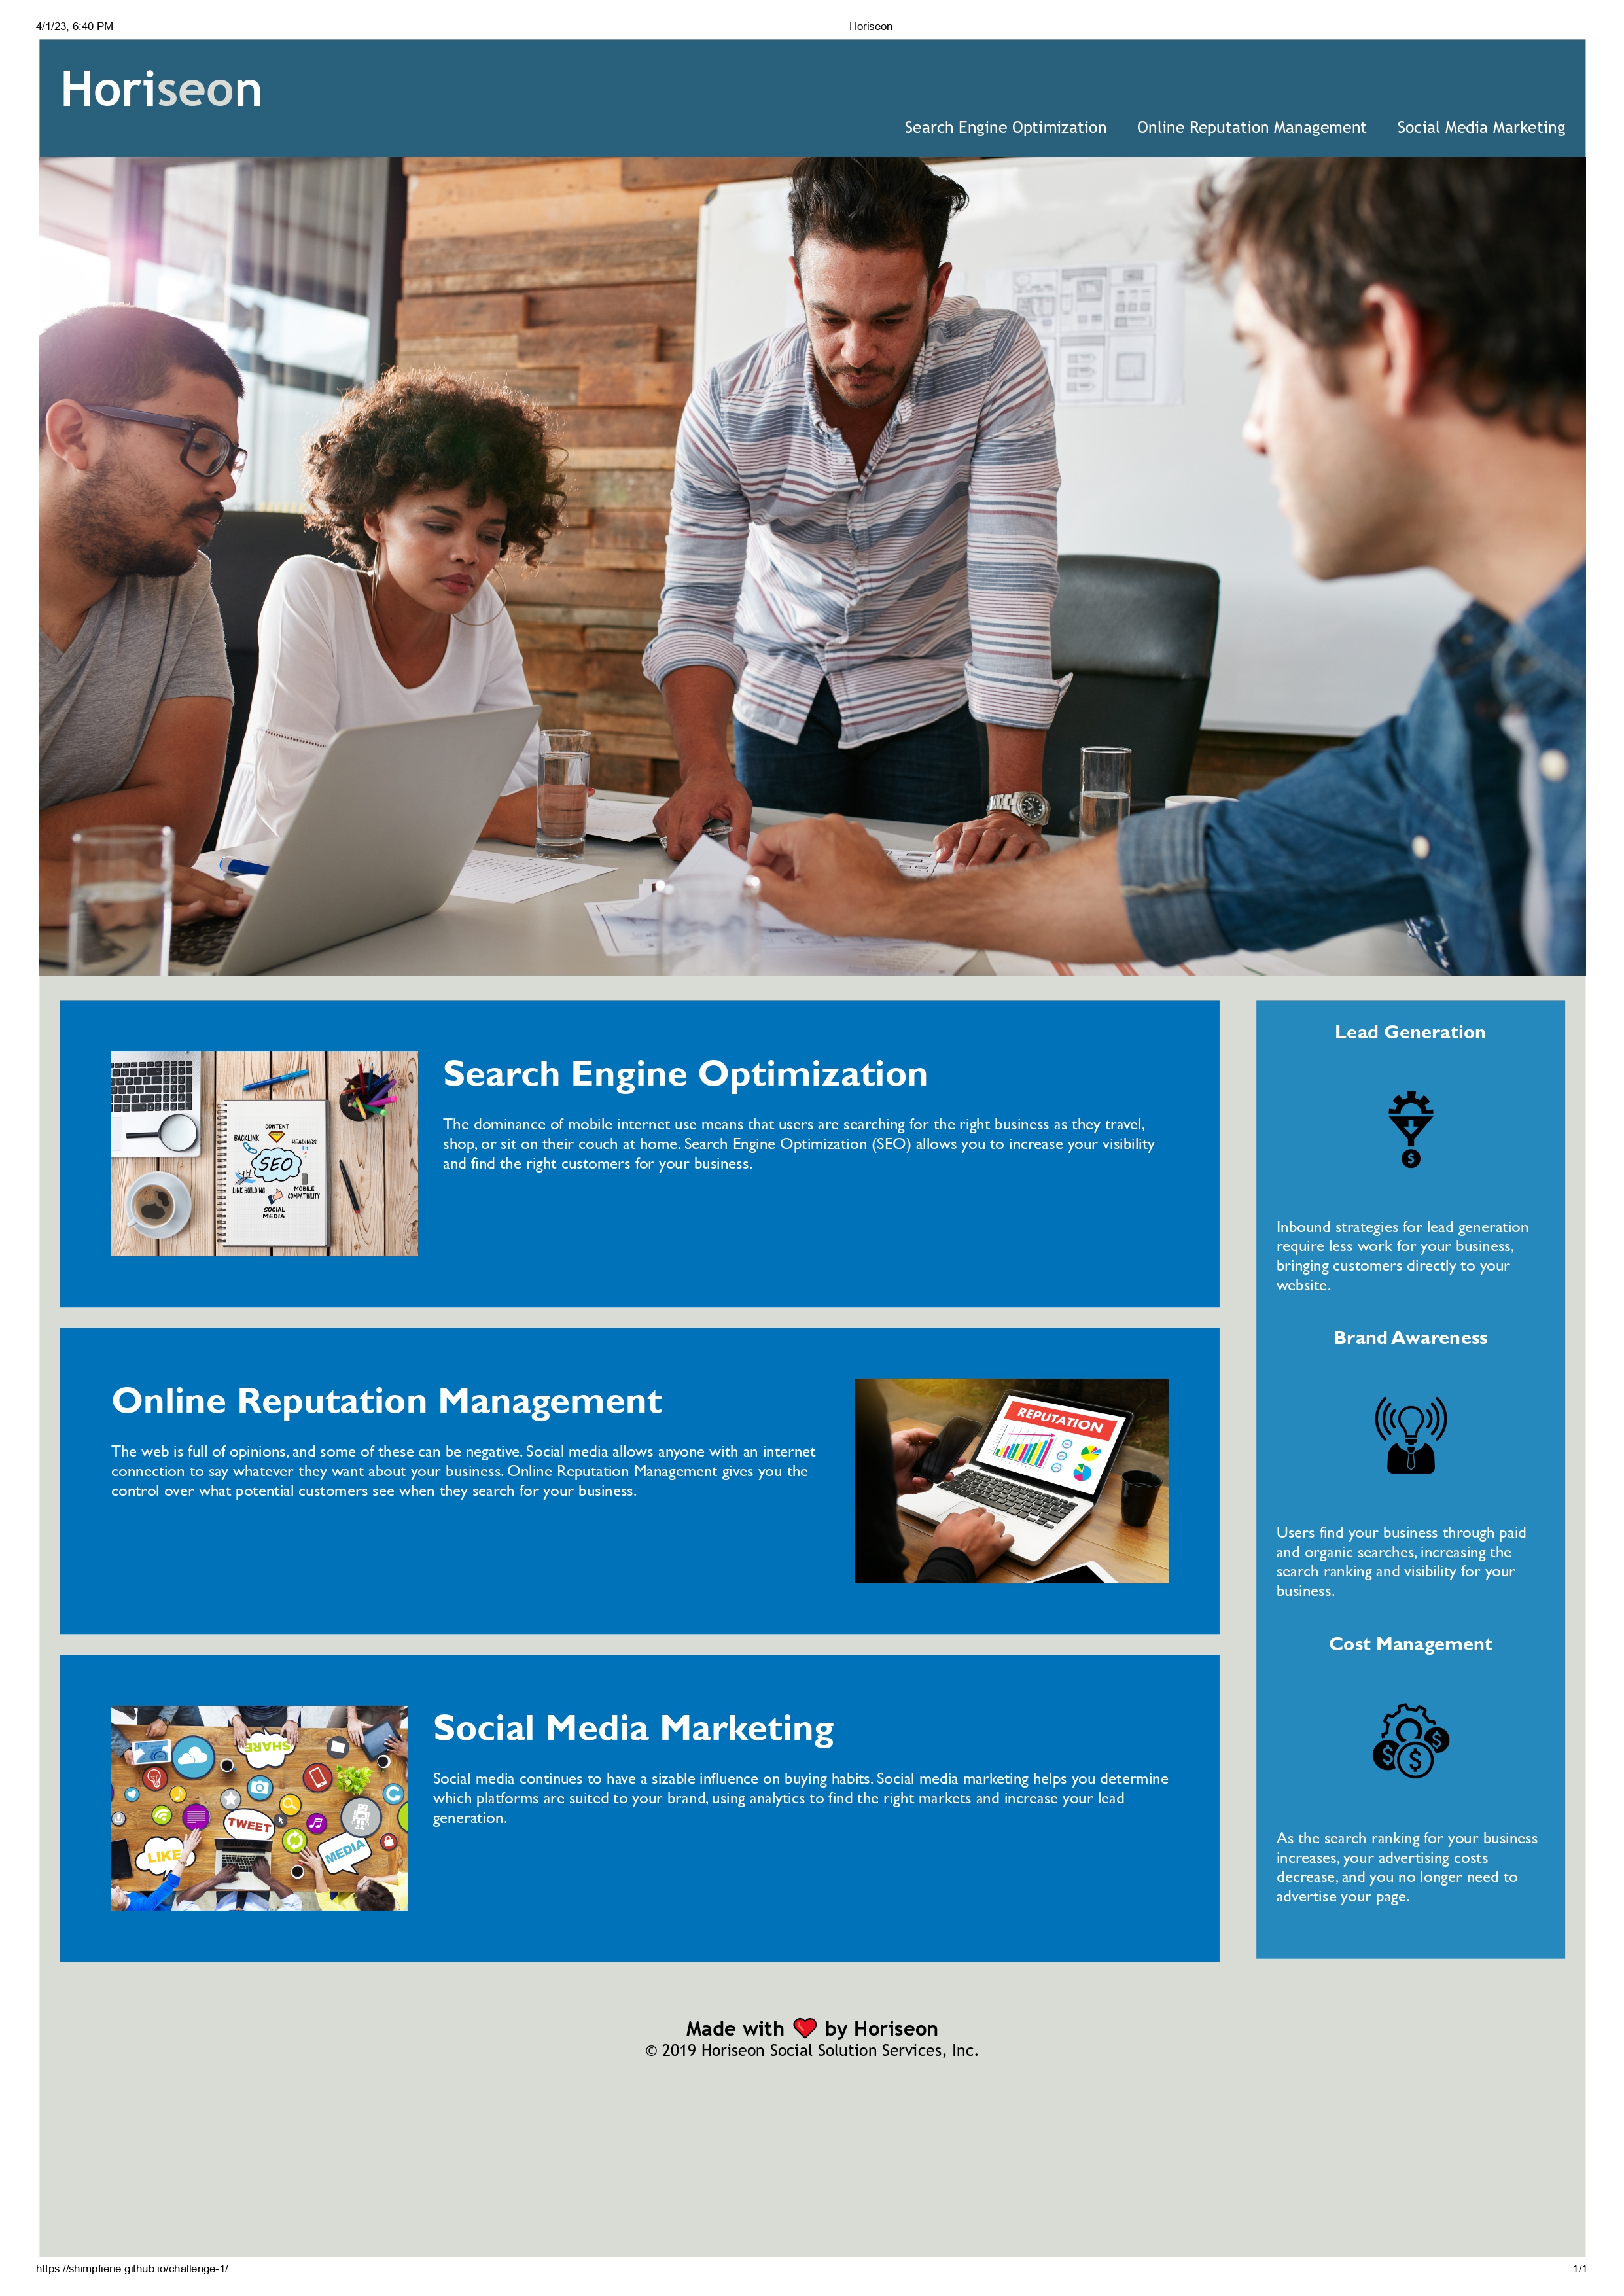 4/1/23, 6:40 PM
Horiseon
Horiseon
Search Engine Optimization
Online Reputation Management
Social Media Marketing
CONTENT
BACKLINK
HEADINGS
SEO
LINK BUILDING
MOBILE
COMPATIBILITY
SOCIAL
MEDIA
Search Engine Optimization
The dominance of mobile internet use means that users are searching for the right business as they travel,
shop, or sit on their couch at home. Search Engine Optimization (SEO) allows you to increase your visibility
and find the right customers for your business.
Online Reputation Management
The web is full of opinions, and some of these can be negative. Social media allows anyone with an internet
connection to say whatever they want about your business. Online Reputation Management gives you the
control over what potential customers see when they search for your business.
REPUTATION
SHARE
TWEET
LIKE
MEDIA
Social Media Marketing
Social media continues to have a sizable influence on buying habits. Social media marketing helps you determine
which platforms are suited to your brand, using analytics to find the right markets and increase your lead
generation.
Lead Generation
$
Inbound strategies for lead generation
require less work for your business,
bringing customers directly to your
website.
Brand Awareness
Users find your business through paid
and organic searches, increasing the
search ranking and visibility for your
business.
Cost Management
$ $ $
As the search ranking for your business
increases, your advertising costs
decrease, and you no longer need to
advertise your page.
Made with ❤️ by Horiseon
© 2019 Horiseon Social Solution Services, Inc.
https://shimpfierie.github.io/challenge-1/
1/1